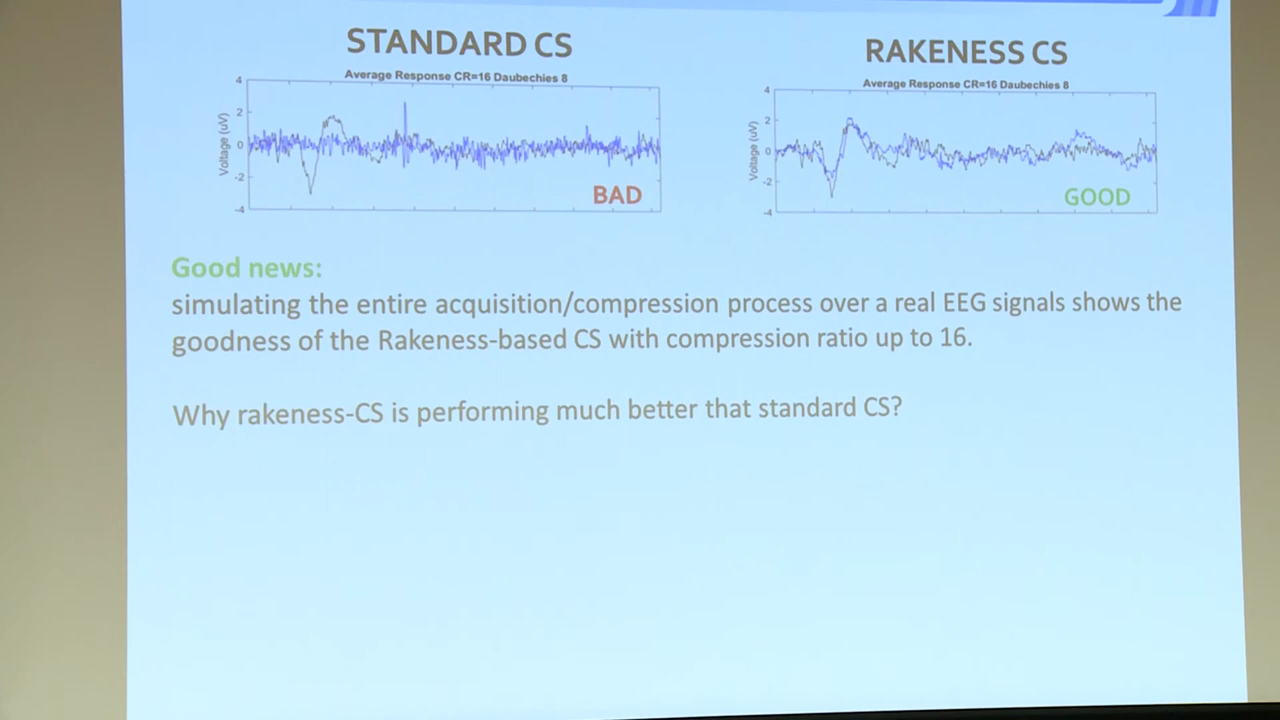 STANDARD CS
RAKENESS CS
Average Response CR=16 Daubechies 8
Average Response CR=16 Daubechies 8
Voltage (uV)
4
2
0
-2
-4
BAD
Voltage (uV)
4
2
0
-2
-4
GOOD
Good news:
simulating the entire acquisition/compression process over a real EEG signals shows the
goodness of the Rakeness-based CS with compression ratio up to 16.
Why rakeness-CS is performing much better that standard CS?